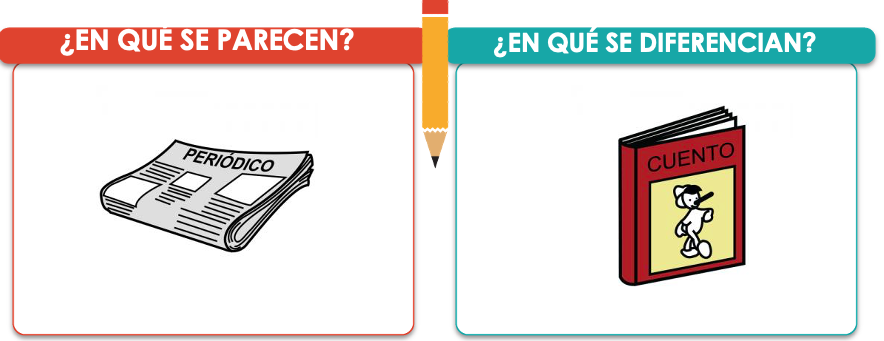 ¿EN QUÉ SE PARECEN?
¿EN QUÉ SE DIFERENCIAN?
PERIÓDICO
CUENTO